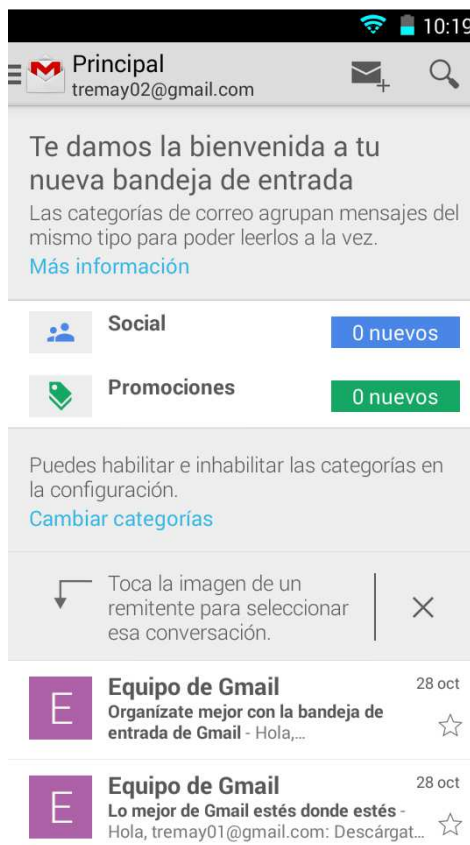 10:19
Principal
tremay02@gmail.com
Te damos la bienvenida a tu
nueva bandeja de entrada
Las categorías de correo agrupan mensajes del
mismo tipo para poder leerlos a la vez.
Más información
Social
0 nuevos
Promociones
0 nuevos
Puedes habilitar e inhabilitar las categorías en
la configuración.
Cambiar categorías
Toca la imagen de un
remitente para seleccionar
esa conversación.
E
Equipo de Gmail
28 oct
Organízate mejor con la bandeja de
entrada de Gmail - Hola,...
E
Equipo de Gmail
28 oct
Lo mejor de Gmail estés donde estés -
Hola, tremay01@gmail.com: Descárgat...